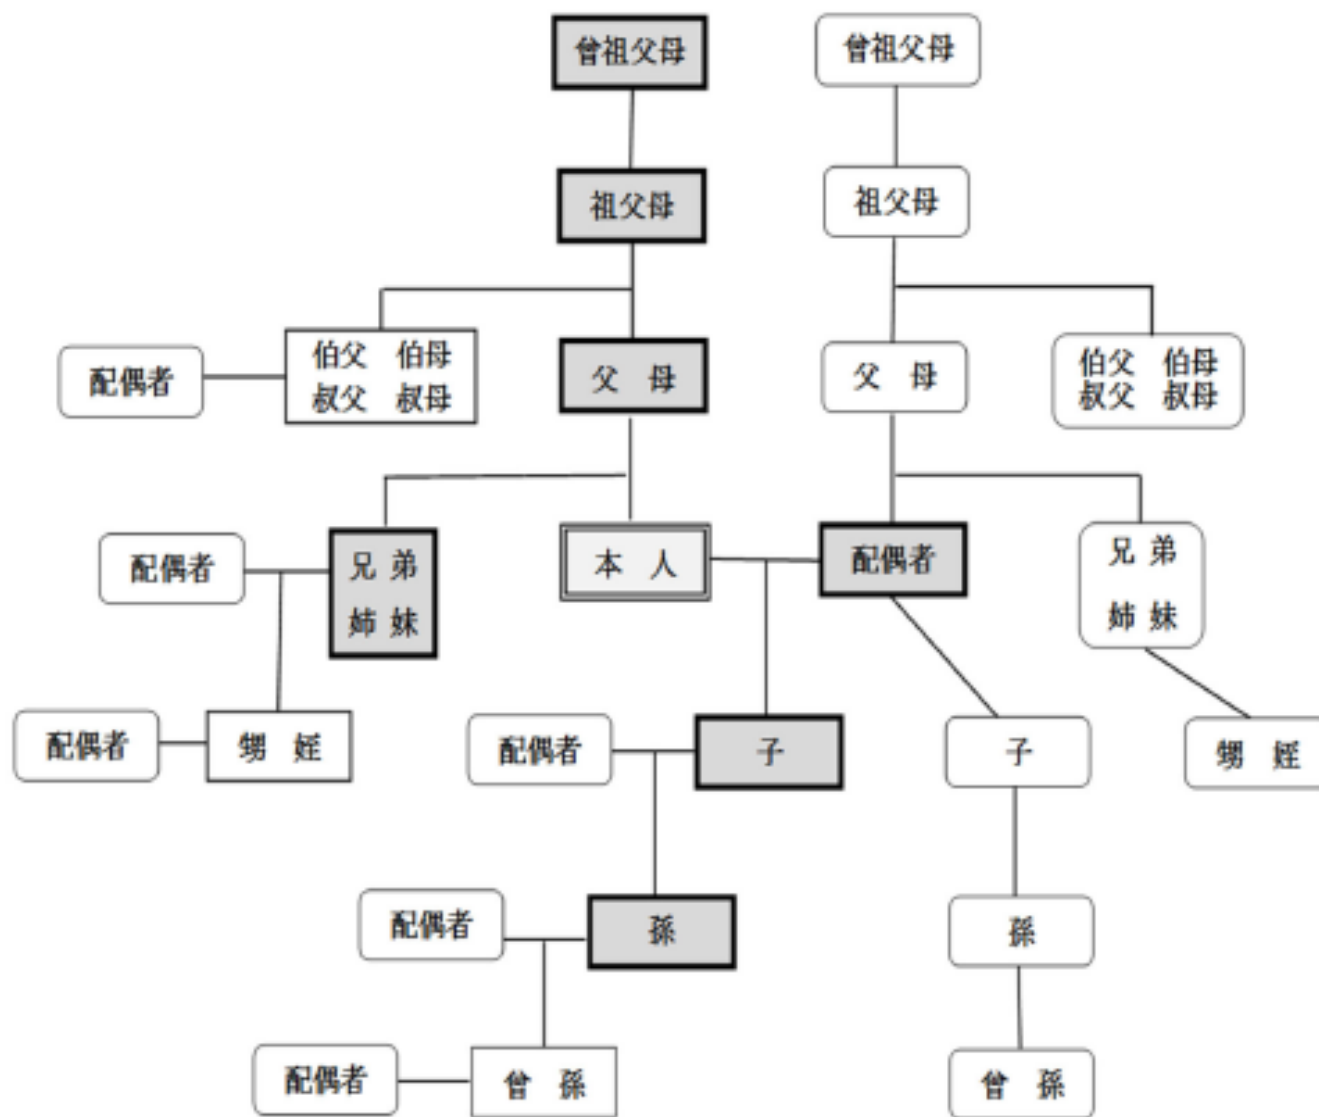 曾祖父母
曾祖父母
祖父母
祖父母
配偶者
伯父 伯母
叔父 叔母
父 母
父 母
伯父 伯母
叔父 叔母
配偶者
兄 弟
姉 妹
本 人
配偶者
兄 弟
姉 妹
配偶者
甥 姪
配偶者
子
子
甥 姪
配偶者
孫
孫
配偶者
曾 孫
曾 孫